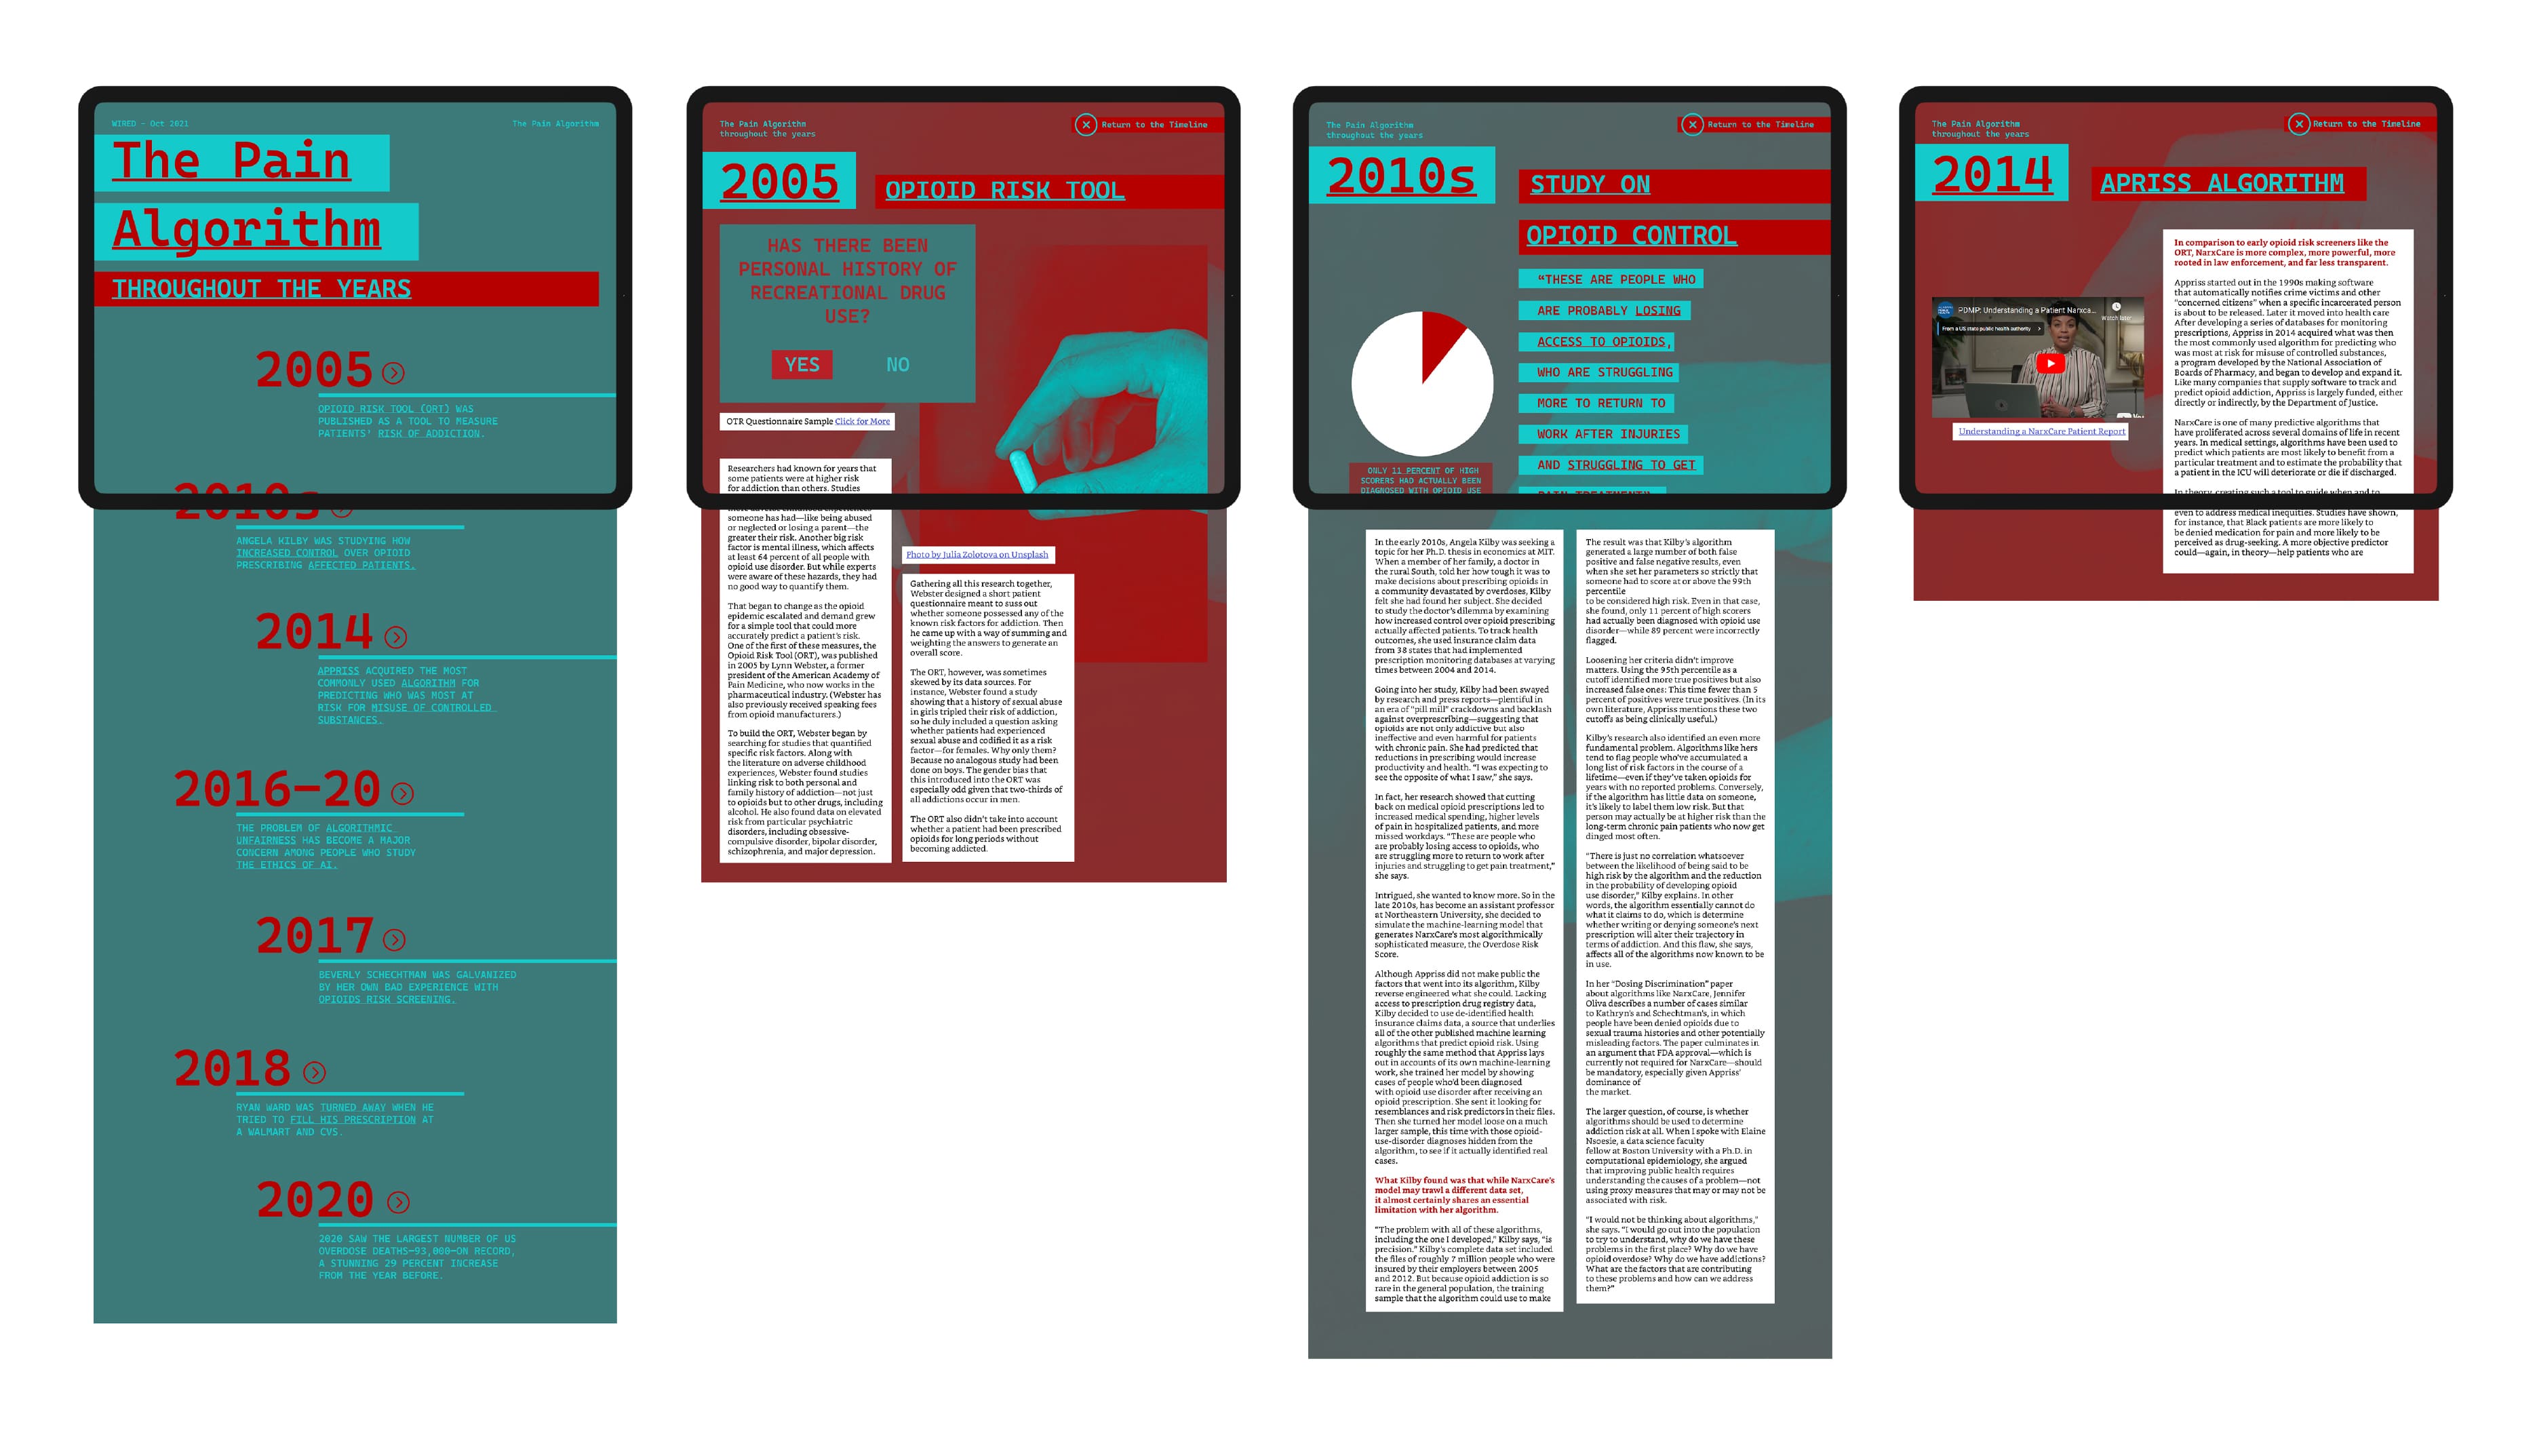 WIRED - Oct 2021
The Pain Algorithm
The Pain
Algorithm
THROUGHOUT THE YEARS
2005
OPIOID RISK TOOL (ORT) WAS
PUBLISHED AS A TOOL TO MEASURE
PATIENTS' RISK OF ADDICTION.
2010s
ANGELA KILBY WAS STUDYING HOW
INCREASED CONTROL OVER OPIOID
PRESCRIBING AFFECTED PATIENTS.
2014
APPRISS ACQUIRED THE MOST
COMMONLY USED ALGORITHM FOR
PREDICTING WHO WAS MOST AT
RISK FOR MISUSE OF CONTROLLED
SUBSTANCES.
2016-20
THE PROBLEM OF ALGORITHMIC
UNFAIRNESS HAS BECOME A MAJOR
CONCERN AMONG PEOPLE WHO STUDY
THE ETHICS OF AI.
2017
BEVERLY SCHECHTMAN WAS GALVANIZED
BY HER OWN BAD EXPERIENCE WITH
OPIOIDS RISK SCREENING.
2018
RYAN WARD WAS TURNED AWAY WHEN HE
TRIED TO FILL HIS PRESCRIPTION AT
A WALMART AND CVS.
2020
2020 SAW THE LARGEST NUMBER OF US
OVERDOSE DEATHS-93,000-ON RECORD,
A STUNNING 29 PERCENT INCREASE
FROM THE YEAR BEFORE.
The Pain Algorithm
throughout the years
Return to the Timeline
2005
OPIOID RISK TOOL
HAS THERE BEEN
PERSONAL HISTORY OF
RECREATIONAL DRUG
USE?
YES
NO
OTR Questionnaire Sample Click for More
Researchers had known for years that
some patients were at higher risk
for addiction than others. Studies
someone has had—like being abused
or neglected or losing a parent—the
greater their risk. Another big risk
factor is mental illness, which affects
at least 64 percent of all people with
opioid use disorder. But while experts
were aware of these hazards, they had
no good way to quantify them.
That began to change as the opioid
epidemic escalated and demand grew
for a simple tool that could more
accurately predict a patient's risk.
One of the first of these measures, the
Opioid Risk Tool (ORT), was published
in 2005 by Lynn Webster, a former
president of the American Academy of
Pain Medicine, who now works in the
pharmaceutical industry. (Webster has
also previously received speaking fees
from opioid manufacturers.)
To build the ORT, Webster began by
searching for studies that quantified
specific risk factors. Along with
the literature on adverse childhood
experiences, Webster found studies
linking risk to both personal and
family history of addiction—not just
to opioids but to other drugs, including
alcohol. He also found data on elevated
risk from particular psychiatric
disorders, including obsessive-
compulsive disorder, bipolar disorder,
schizophrenia, and major depression.
Photo by Julia Zolotova on Unsplash
Gathering all this research together,
Webster designed a short patient
questionnaire meant to suss out
whether someone possessed any of the
known risk factors for addiction. Then
he came up with a way of summing and
weighting the answers to generate an
overall score.
The ORT, however, was sometimes
skewed by its data sources. For
instance, Webster found a study
showing that a history of sexual abuse
in girls tripled their risk of addiction,
so he duly included a question asking
whether patients had experienced
sexual abuse and codified it as a risk
factor—for females. Why only them?
Because no analogous study had been
done on boys. The gender bias that
this introduced into the ORT was
especially odd given that two-thirds of
all addictions occur in men.
The ORT also didn't take into account
whether a patient had been prescribed
opioids for long periods without
becoming addicted.
The Pain Algorithm
throughout the years
Return to the Timeline
2010s
STUDY ON
OPIOID CONTROL
"THESE ARE PEOPLE WHO
ARE PROBABLY LOSING
ACCESS TO OPIOIDS,
WHO ARE STRUGGLING
MORE TO RETURN TO
WORK AFTER INJURIES
AND STRUGGLING TO GET
PAIN TREATMENT"
ONLY 11 PERCENT OF HIGH
SCORERS HAD ACTUALLY BEEN
DIAGNOSED WITH OPIOID USE
In the early 2010s, Angela Kilby was seeking a
topic for her Ph.D. thesis in economics at MIT.
When a member of her family, a doctor in
the rural South, told her how tough it was to
make decisions about prescribing opioids in
a community devastated by overdoses, Kilby
felt she had found her subject. She decided
to study the doctor's dilemma by examining
how increased control over opioid prescribing
actually affected patients. To track health
outcomes, she used insurance claim data
from 38 states that had implemented
prescription monitoring databases at varying
times between 2004 and 2014.
Going into her study, Kilby had been swayed
by research and press reports—plentiful in
an era of "pill mill" crackdowns and backlash
against overprescribing—suggesting that
opioids are not only addictive but also
ineffective and even harmful for patients
with chronic pain. She had predicted that
reductions in prescribing would increase
productivity and health. "I was expecting to
see the opposite of what I saw," she says.
In fact, her research showed that cutting
back on medical opioid prescriptions led to
increased medical spending, higher levels
of pain in hospitalized patients, and more
missed workdays. "These are people who
are probably losing access to opioids, who
are struggling more to return to work after
injuries and struggling to get pain treatment,"
she says.
Intrigued, she wanted to know more. So in the
late 2010s, has become an assistant professor
at Northeastern University, she decided to
simulate the machine-learning model that
generates NarxCare's most algorithmically
sophisticated measure, the Overdose Risk
Score.
Although Appriss did not make public the
factors that went into its algorithm, Kilby
reverse engineered what she could. Lacking
access to prescription drug registry data,
Kilby decided to use de-identified health
insurance claims data, a source that underlies
all of the other published machine learning
algorithms that predict opioid risk. Using
roughly the same method that Appriss lays
out in accounts of its own machine-learning
work, she trained her model by showing
cases of people who'd been diagnosed
with opioid use disorder after receiving an
opioid prescription. She sent it looking for
resemblances and risk predictors in their files.
Then she turned her model loose on a much
larger sample, this time with those opioid-
use-disorder diagnoses hidden from the
algorithm, to see if it actually identified real
cases.
What Kilby found was that while NarxCare's
model may trawl a different data set,
it almost certainly shares an essential
limitation with her algorithm.
"The problem with all of these algorithms,
including the one I developed," Kilby says, "is
precision." Kilby's complete data set included
the files of roughly 7 million people who were
insured by their employers between 2005
and 2012. But because opioid addiction is so
rare in the general population, the training
sample that the algorithm could use to make
The result was that Kilby's algorithm
generated a large number of both false
positive and false negative results, even
when she set her parameters so strictly that
someone had to score at or above the 99th
percentile
to be considered high risk. Even in that case,
she found, only 11 percent of high scorers
had actually been diagnosed with opioid use
disorder—while 89 percent were incorrectly
flagged.
Loosening her criteria didn't improve
matters. Using the 95th percentile as a
cutoff identified more true positives but also
increased false ones: This time fewer than 5
percent of positives were true positives. (In its
own literature, Appriss mentions these two
cutoffs as being clinically useful.)
Kilby's research also identified an even more
fundamental problem. Algorithms like hers
tend to flag people who've accumulated a
long list of risk factors in the course of a
lifetime—even if they've taken opioids for
years with no reported problems. Conversely,
if the algorithm has little data on someone,
it's likely to label them low risk. But that
person may actually be at higher risk than the
long-term chronic pain patients who now get
dinged most often.
"There is just no correlation whatsoever
between the likelihood of being said to be
high risk by the algorithm and the reduction
in the probability of developing opioid
use disorder," Kilby explains. In other
words, the algorithm essentially cannot do
what it claims to do, which is determine
whether writing or denying someone's next
prescription will alter their trajectory in
terms of addiction. And this flaw, she says,
affects all of the algorithms now known to be
in use.
In her "Dosing Discrimination" paper
about algorithms like NarxCare, Jennifer
Oliva describes a number of cases similar
to Kathryn's and Schechtman's, in which
people have been denied opioids due to
sexual trauma histories and other potentially
misleading factors. The paper culminates in
an argument that FDA approval—which is
currently not required for NarxCare—should
be mandatory, especially given Appriss'
dominance of
the market.
The larger question, of course, is whether
algorithms should be used to determine
addiction risk at all. When I spoke with Elaine
Nsoesie, a data science faculty
fellow at Boston University with a Ph.D. in
computational epidemiology, she argued
that improving public health requires
understanding the causes of a problem—not
using proxy measures that may or may not be
associated with risk.
"I would not be thinking about algorithms,"
she says. "I would go out into the population
to try to understand, why do we have these
problems in the first place? Why do we have
opioid overdose? Why do we have addictions?
What are the factors that are contributing
to these problems and how can we address
them?"
The Pain Algorithm
throughout the years
Return to the Timeline
2014
APRISS ALGORITHM
PDMP: Understanding a Patient Narxca...
Watch later
From a US state public health authority
Understanding a NarxCare Patient Report
In comparison to early opioid risk screeners like the
ORT, NarxCare is more complex, more powerful, more
rooted in law enforcement, and far less transparent.
Appriss started out in the 1990s making software
that automatically notifies crime victims and other
"concerned citizens" when a specific incarcerated person
is about to be released. Later it moved into health care
After developing a series of databases for monitoring
prescriptions, Appriss in 2014 acquired what was then
the most commonly used algorithm for predicting who
was most at risk for misuse of controlled substances,
a program developed by the National Association of
Boards of Pharmacy, and began to develop and expand it.
Like many companies that supply software to track and
predict opioid addiction, Appriss is largely funded, either
directly or indirectly, by the Department of Justice.
NarxCare is one of many predictive algorithms that
have proliferated across several domains of life in recent
years. In medical settings, algorithms have been used to
predict which patients are most likely to benefit from a
particular treatment and to estimate the probability that
a patient in the ICU will deteriorate or die if discharged.
In theory, creating such a tool to guide when and to
even to address medical inequities. Studies have shown,
for instance, that Black patients are more likely to
be denied medication for pain and more likely to be
perceived as drug-seeking. A more objective predictor
could—again, in theory—help patients who are